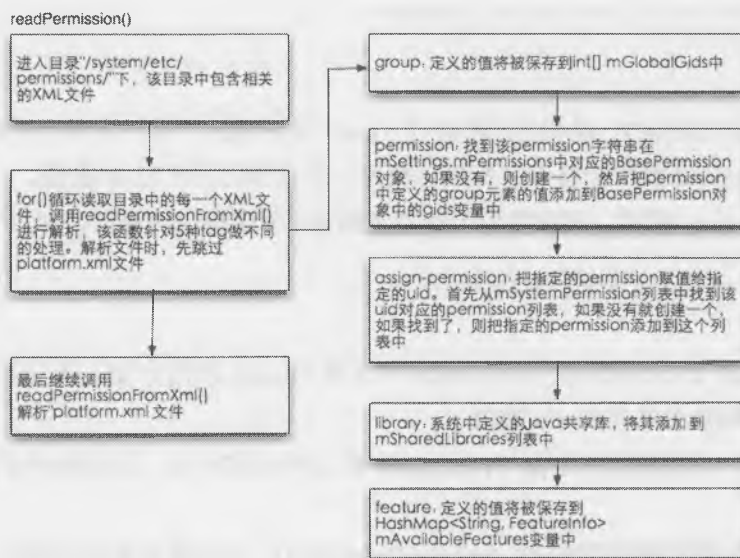 readPermission()
进入目录"/system/etc/
permissions/"下，该目录中包含相关
的XML文件
for()循环读取目录中的每一个XML文
件，调用readPermissionFromXml()
进行解析，该函数针对5种tag做不同
的处理。解析文件时，先跳过
platform.xml文件
最后继续调用
readPermissionFromXml()
解析"platform.xml 文件
group：定义的值将被保存到int[] mGlobalGids中
permission：找到该permission字符串在
mSettings.mPermissions中对应的BasePermission
对象，如果没有，则创建一个，然后把permission
中定义的group元素的值添加到BasePermission对
象中的gids变量中
assign-permission：把指定的permission赋值给指
定的uid。首先从mSystemPermission列表中找到该
uid对应的permission列表，如果没有就创建一个，
如果找到了，则把指定的permission添加到这个列
表中
library：系统中定义的Java共享库，将其添加到
mSharedLibraries列表中
feature：定义的值将被保存到
HashMap<String, FeatureInfo>
mAvailableFeatures变量中